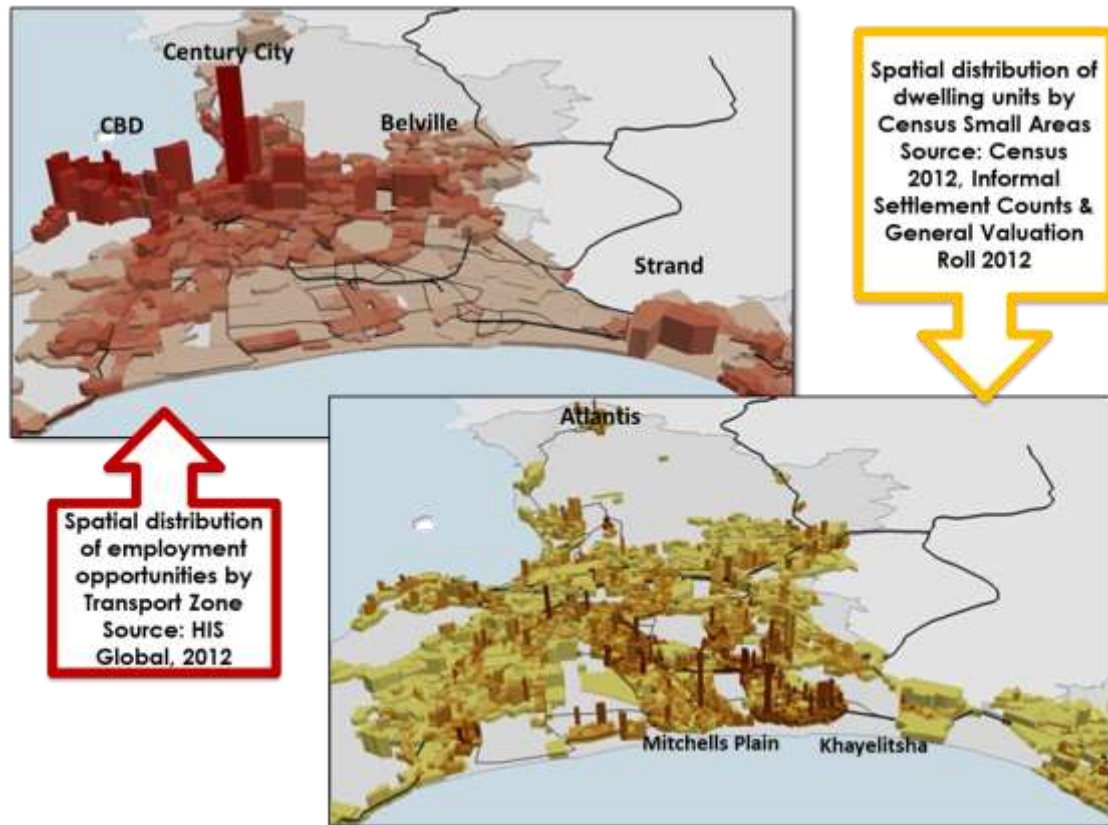 Century City
CBD
Belville
Strand
Spatial distribution of
dwelling units by
Census Small Areas
Source: Census
2012, Informal
Settlement Counts &
General Valuation
Roll 2012
Spatial distribution
of employment
opportunities by
Transport Zone
Source: HIS
Global, 2012
Atlantis
Mitchells Plain
Khayelitsha